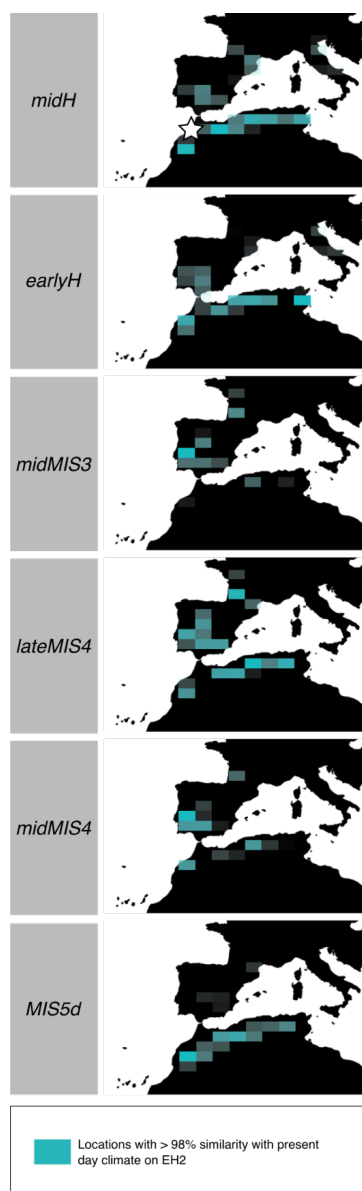 midH
earlyH
midMIS3
lateMIS4
midMIS4
MIS5d
Locations with > 98% similarity with present
day climate on EH2